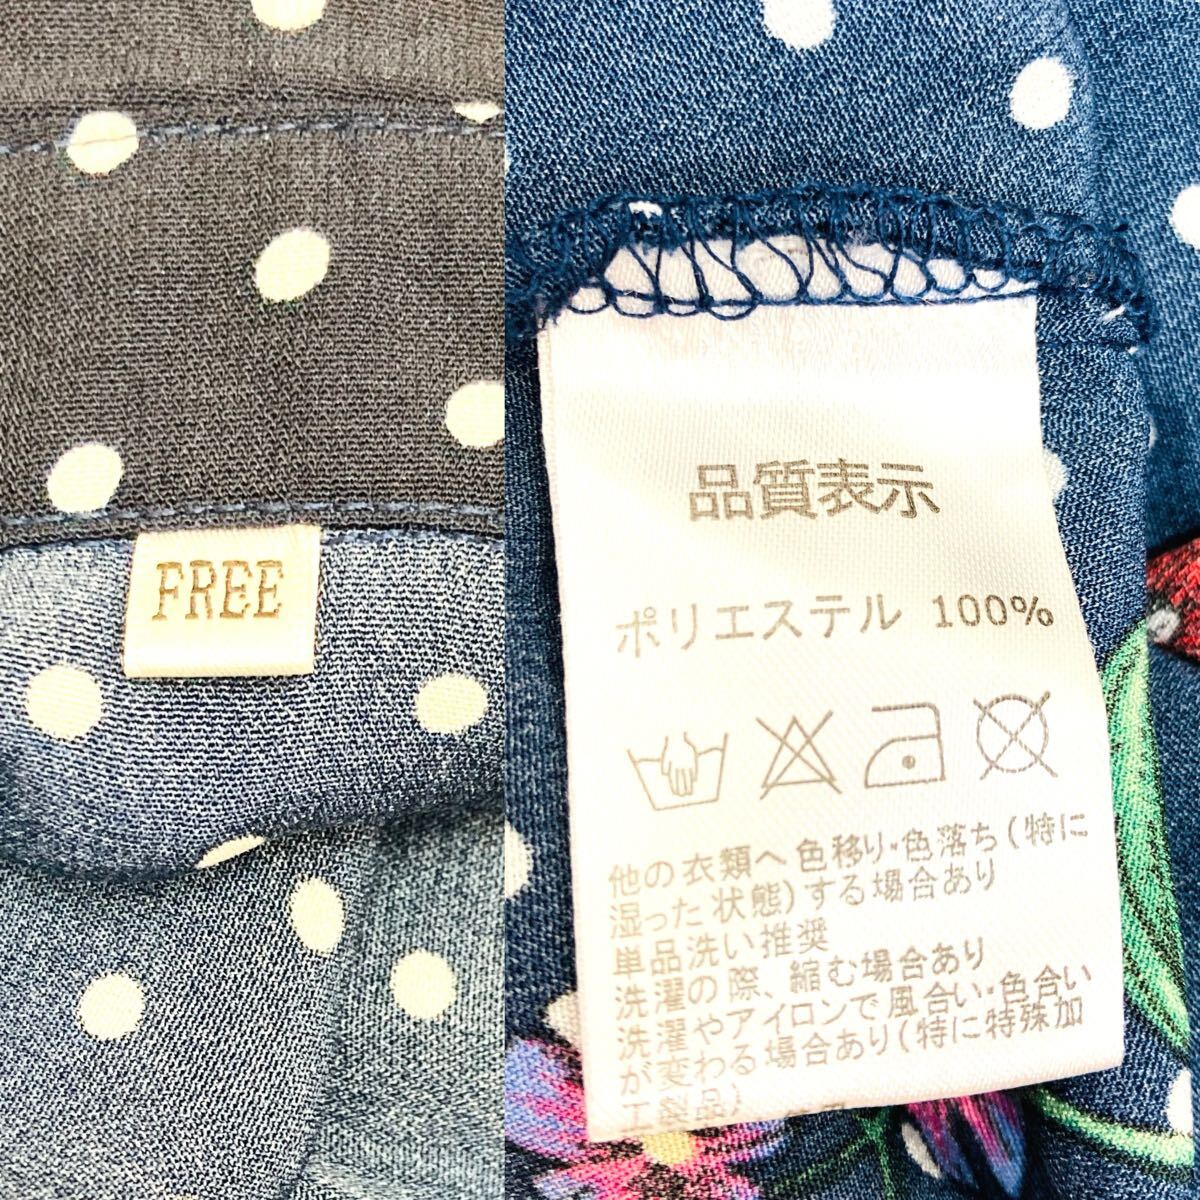 FREE
品質表示
ポリエステル 100%
他の衣類へ色移り・色落ち(特に
湿った状態)する場合あり
単品洗い推奨
洗濯の際、縮む場合あり
洗濯やアイロンで風合い・色合い
が変わる場合あり(特に特殊加
工製品)